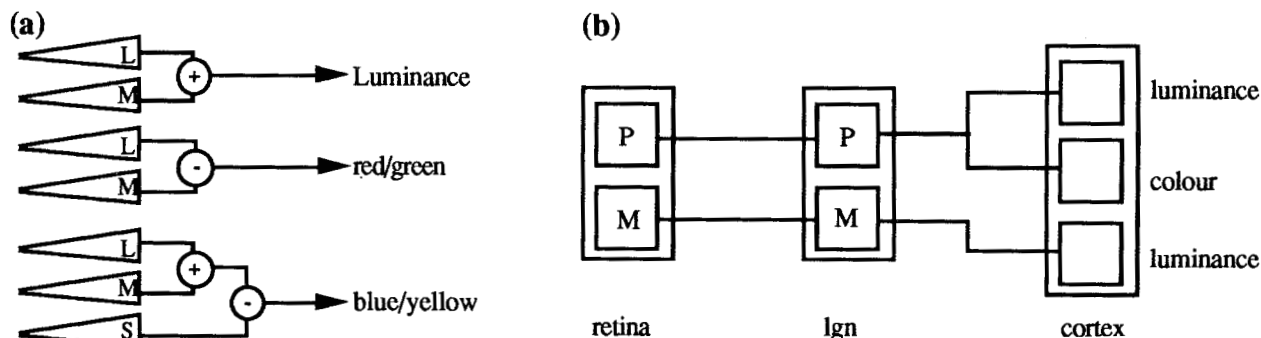 (a)
L
+
Luminance
M
L
-
red/green
M
L
+
M
-
blue/yellow
S
(b)
P
P
luminance
colour
M
M
luminance
retina
lgn
cortex